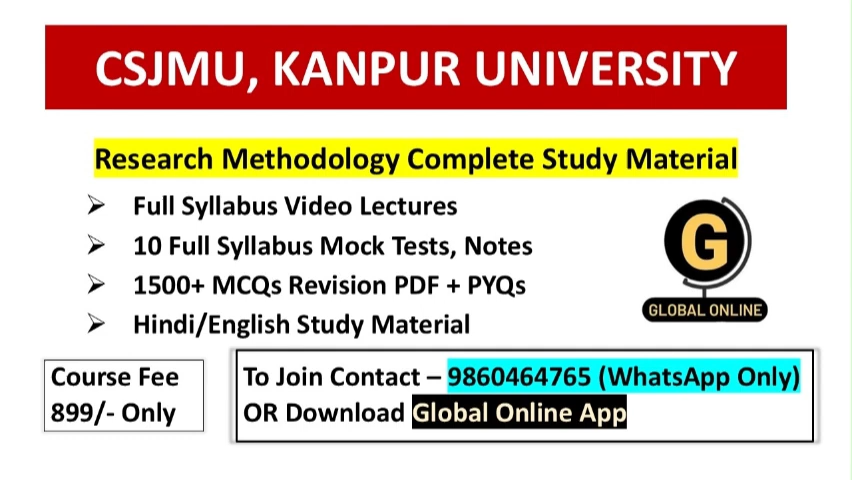 CSJMU, KANPUR UNIVERSITY
Research Methodology Complete Study Material
➢ Full Syllabus Video Lectures
➢ 10 Full Syllabus Mock Tests, Notes
➢ 1500+ MCQs Revision PDF + PYQs
➢ Hindi/English Study Material
G
GLOBAL ONLINE
Course Fee
899/- Only
To Join Contact – 9860464765 (WhatsApp Only)
OR Download Global Online App